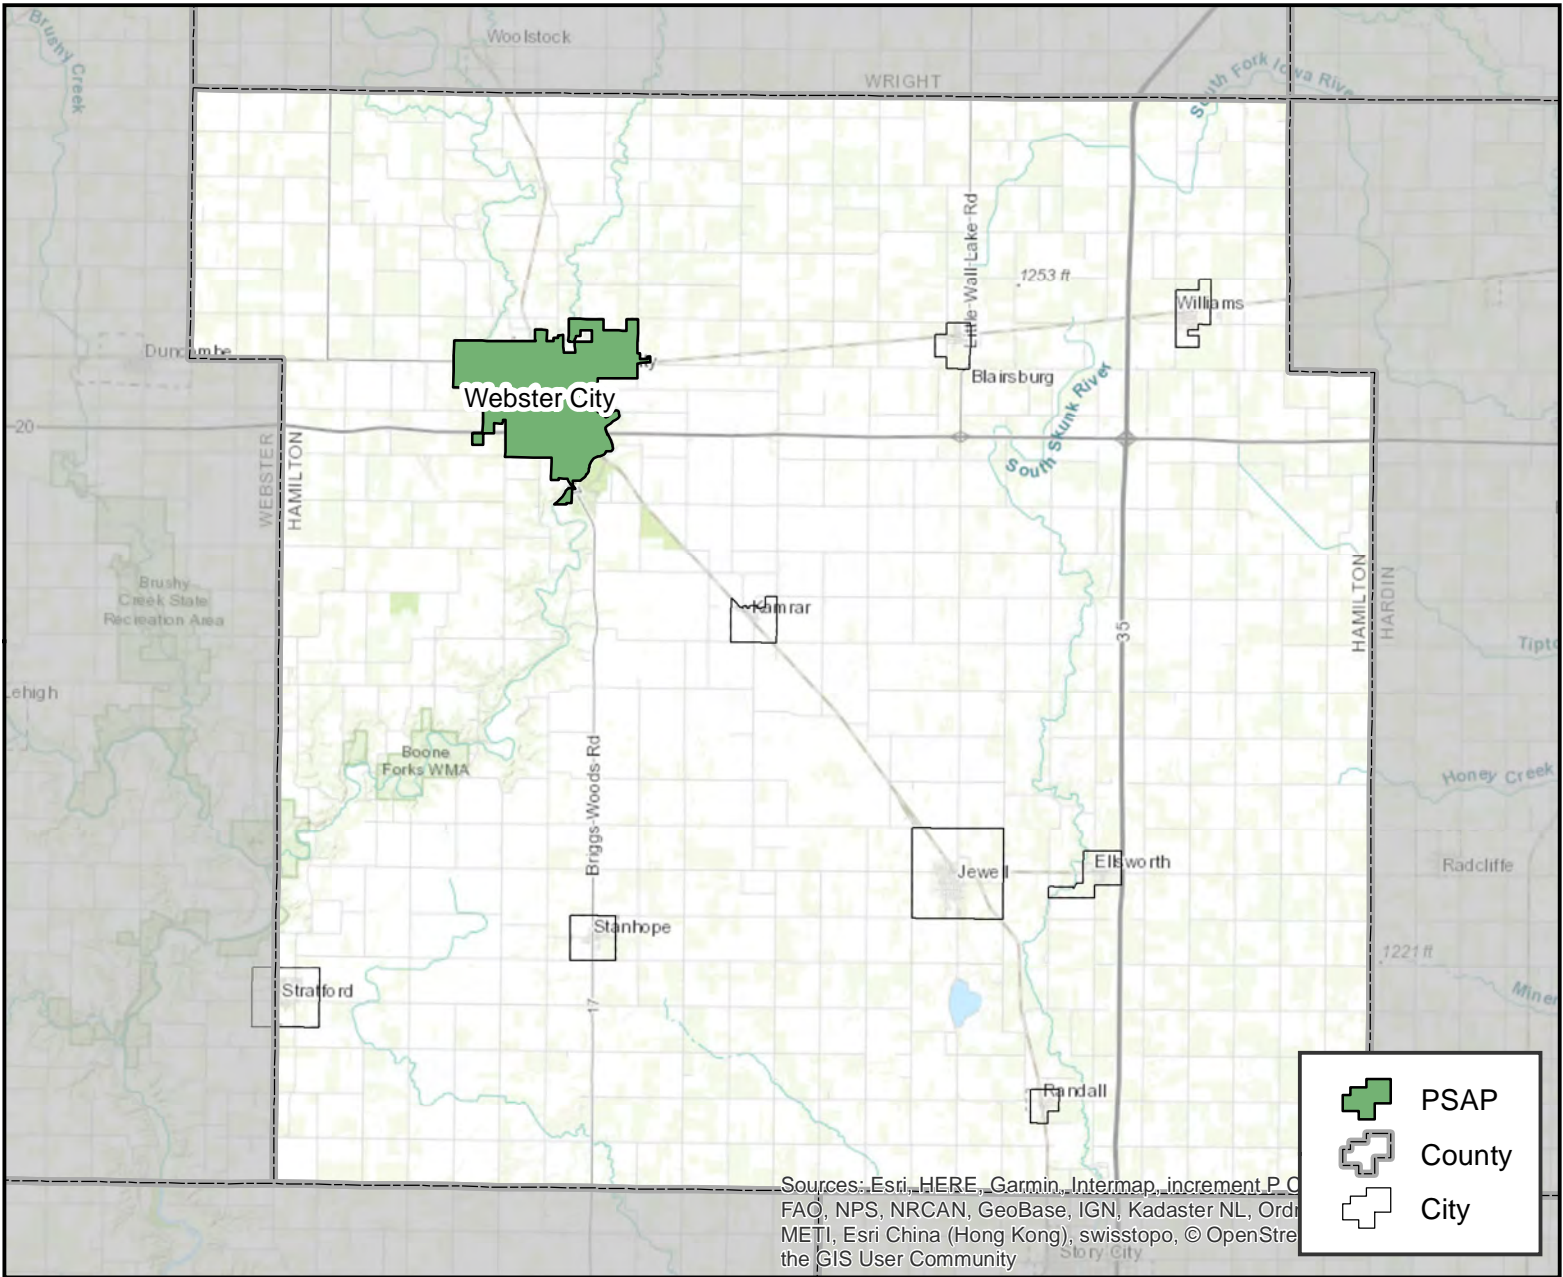 Brushy Creek
Woolstock
WRIGHT
South Fork Iowa River
Little-Wall-Lake-Rd
1253 ft
Williams
Duncombe
Blairsburg
Webster City
20
South Skunk River
WEBSTER
HAMILTON
HAMILTON
HARDIN
Brushy
Creek State
Recreation Area
Kamrar
35
Lehigh
Boone
Forks WMA
Briggs-Woods-Rd
Honey Creek
Jewell
Ellsworth
Radcliffe
Stanhope
1221 ft
Stratford
17
Randall
PSAP
County
City
Sources: Esri, HERE, Garmin, Intermap, increment P C
FAO, NPS, NRCAN, GeoBase, IGN, Kadaster NL, Ordn
METI, Esri China (Hong Kong), swisstopo, © OpenStre
the GIS User Community
Story City